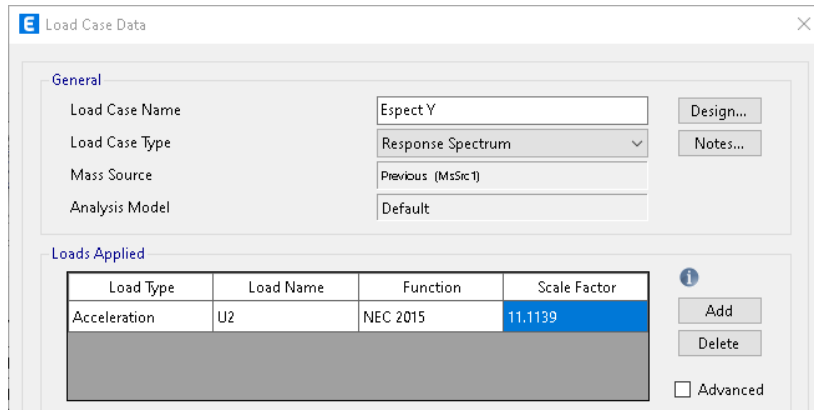 E Load Case Data
General
Load Case Name Espect Y Design...
Load Case Type Response Spectrum Notes...
Mass Source Previous (MsSrc1)
Analysis Model Default
Loads Applied
Load Type Load Name Function Scale Factor
Acceleration U2 NEC 2015 11.1139
i
Add
Delete
Advanced